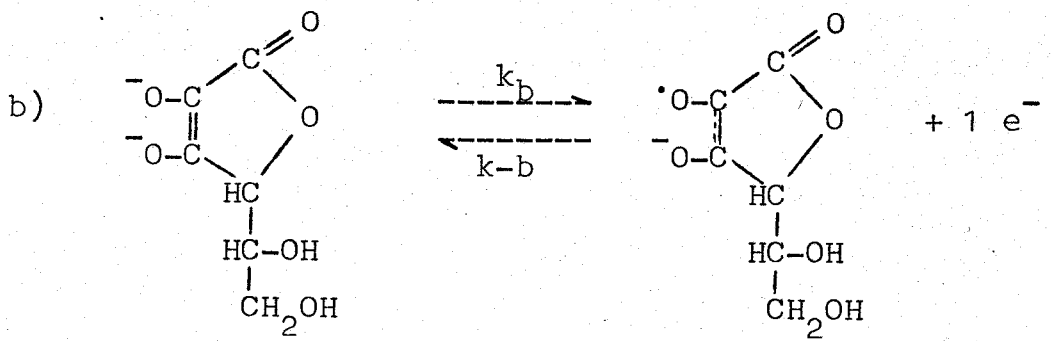 O O
C C
b) ⁻O-C k_b ·O-C O + 1 e⁻
O
⁻O-C k-b ⁻O-C
HC HC
HC-OH HC-OH
CH₂OH CH₂OH